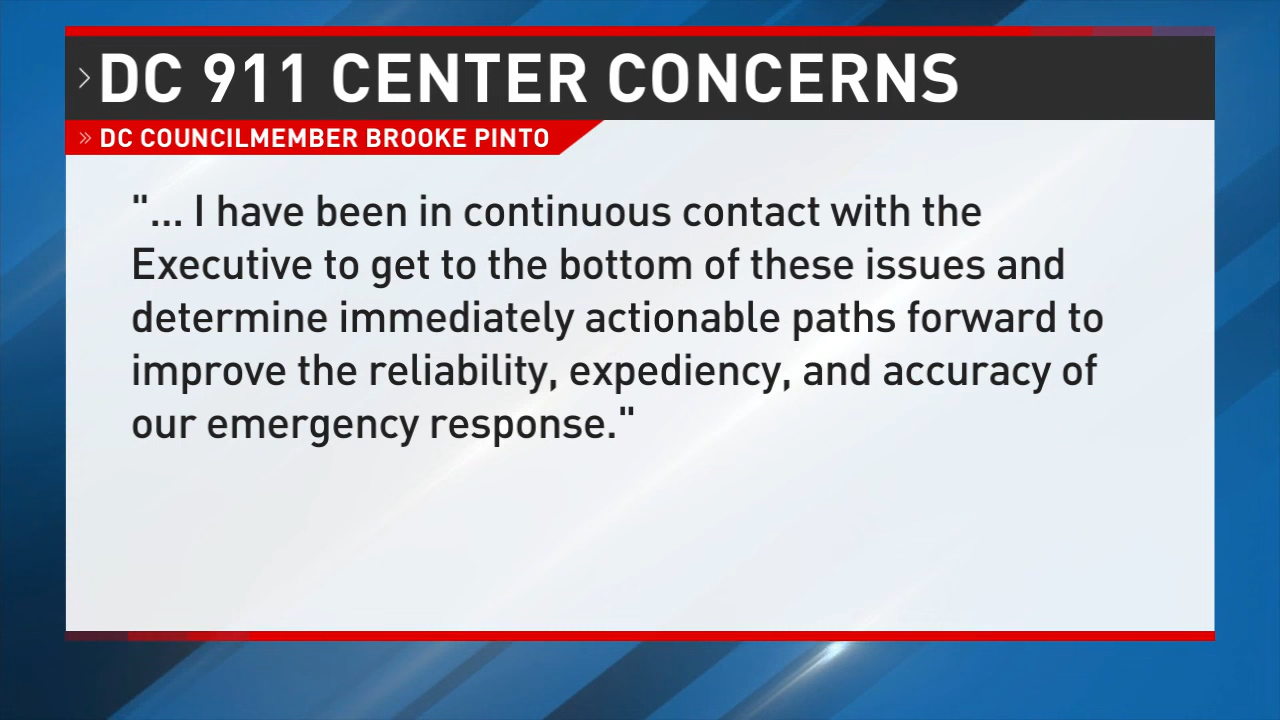 DC 911 CENTER CONCERNS
DC COUNCILMEMBER BROOKE PINTO
"... I have been in continuous contact with the
Executive to get to the bottom of these issues and
determine immediately actionable paths forward to
improve the reliability, expediency, and accuracy of
our emergency response."